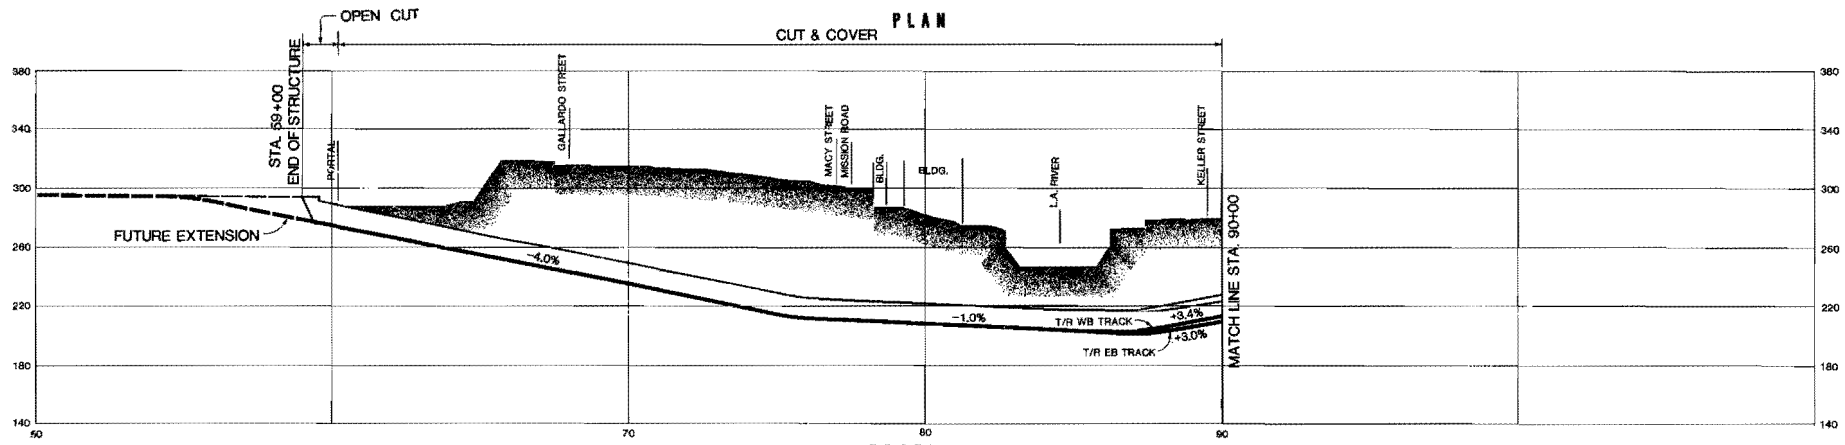 PLAN
OPEN CUT
CUT & COVER
STA. 59+00
END OF STRUCTURE
PORTAL
GALLARDO STREET
MACY STREET
MISSION ROAD
BLDG.
BLDG.
L.A. RIVER
KELLER STREET
MATCH LINE STA. 90+00
380
340
300
260
220
180
140
380
340
300
260
220
180
140
FUTURE EXTENSION
-4.0%
-1.0%
T/R WB TRACK
+3.4%
+3.0%
T/R EB TRACK
50
70
80
90